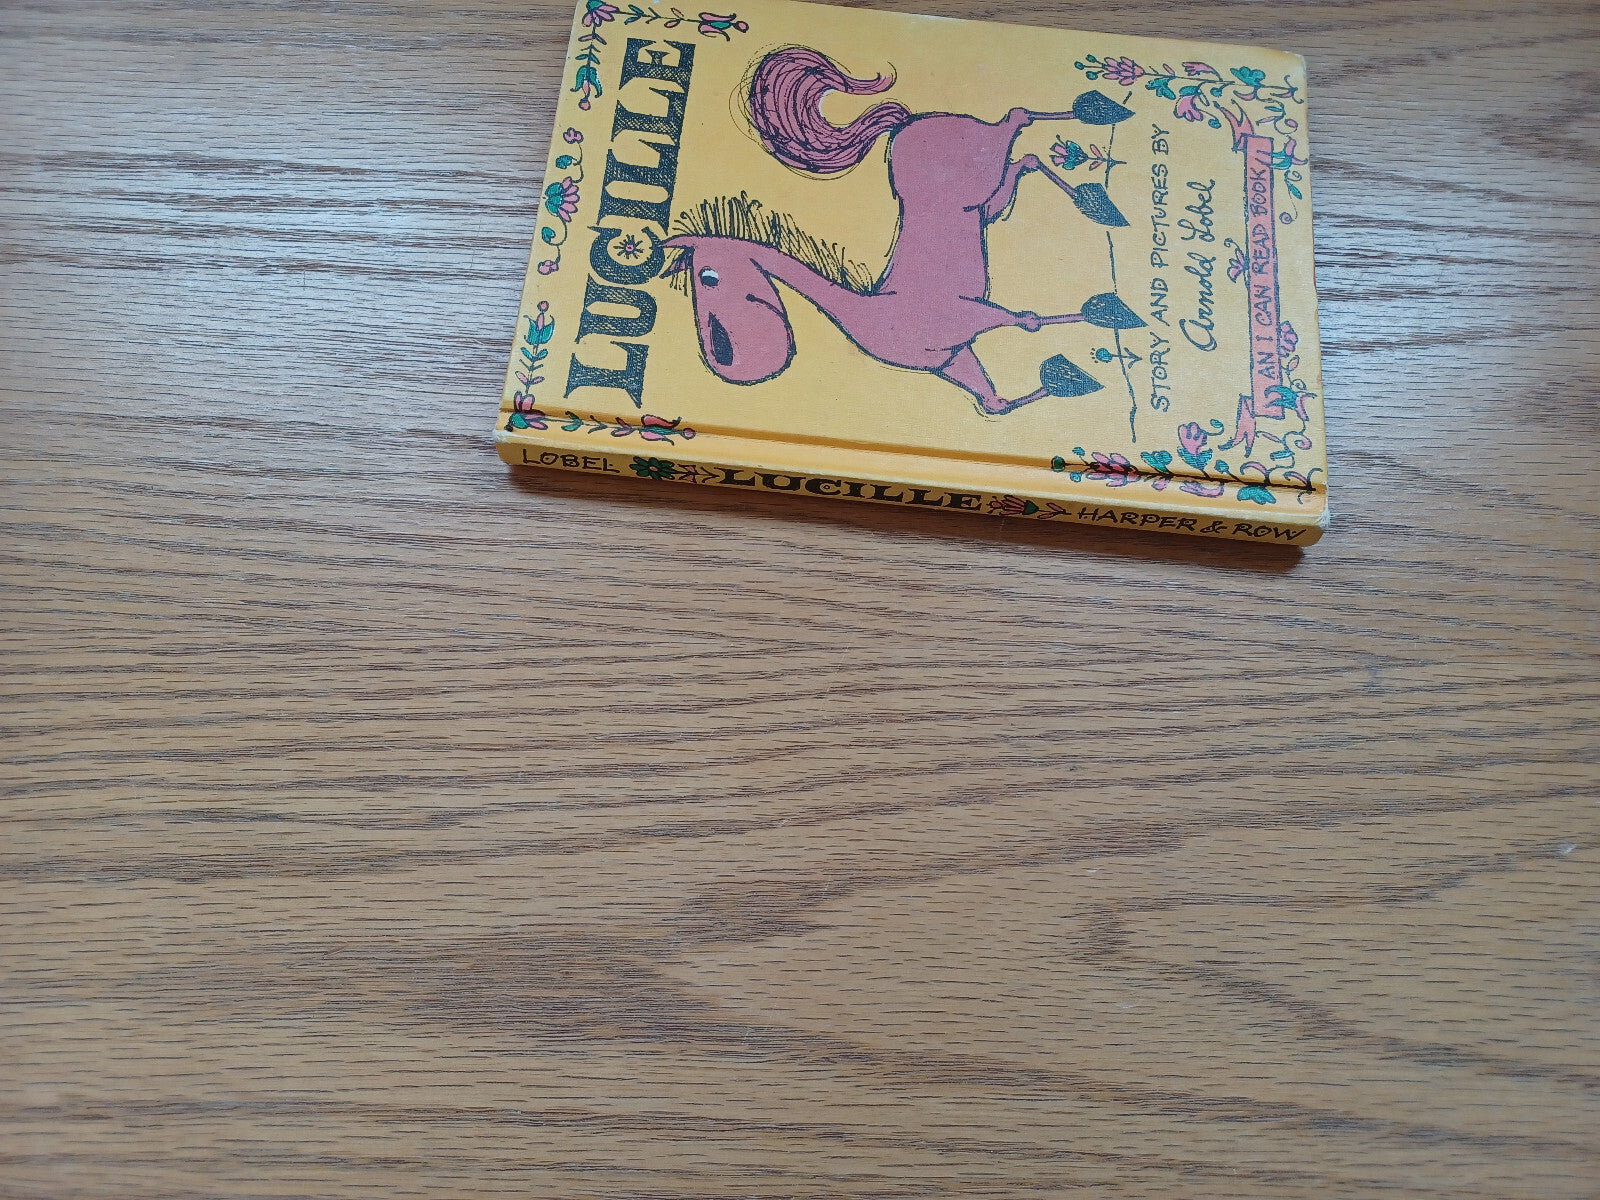 LUCILLE
STORY AND PICTURES BY
Arnold Lobel
AN I CAN READ BOOK
LOBEL LUCILLE HARPER & ROW